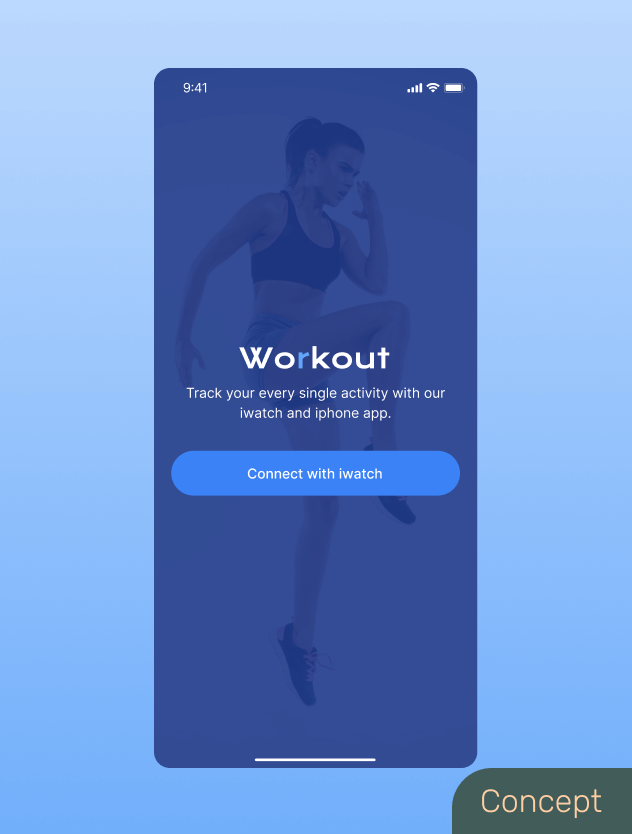 9:41
Workout
Track your every single activity with our
iwatch and iphone app.
Connect with iwatch
Concept